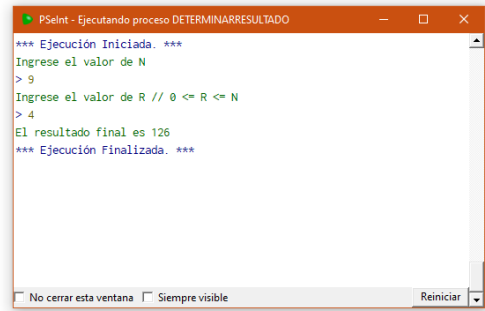 PSeInt - Ejecutando proceso DETERMINARRESULTADO
*** Ejecución Iniciada. ***
Ingrese el valor de N
> 9
Ingrese el valor de R // 0 <= R <= N
> 4
El resultado final es 126
*** Ejecución Finalizada. ***
No cerrar esta ventana Siempre visible Reiniciar